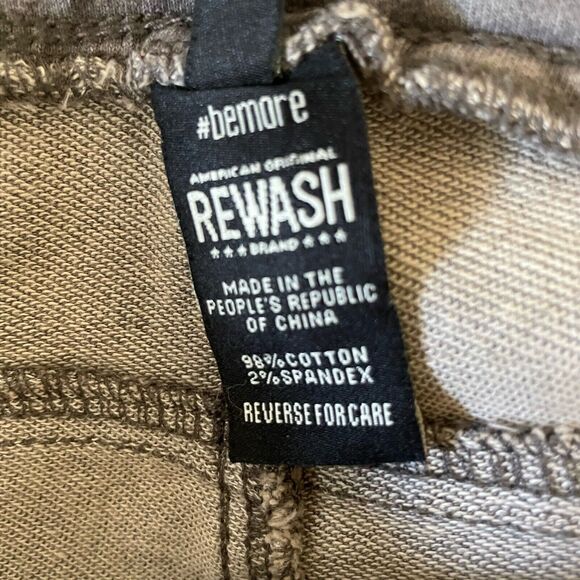 #bemore
AMERICAN ORIGINAL
REWASH
BRAND
MADE IN THE
PEOPLE'S REPUBLIC
OF CHINA
98% COTTON
2% SPANDEX
REVERSE FOR CARE